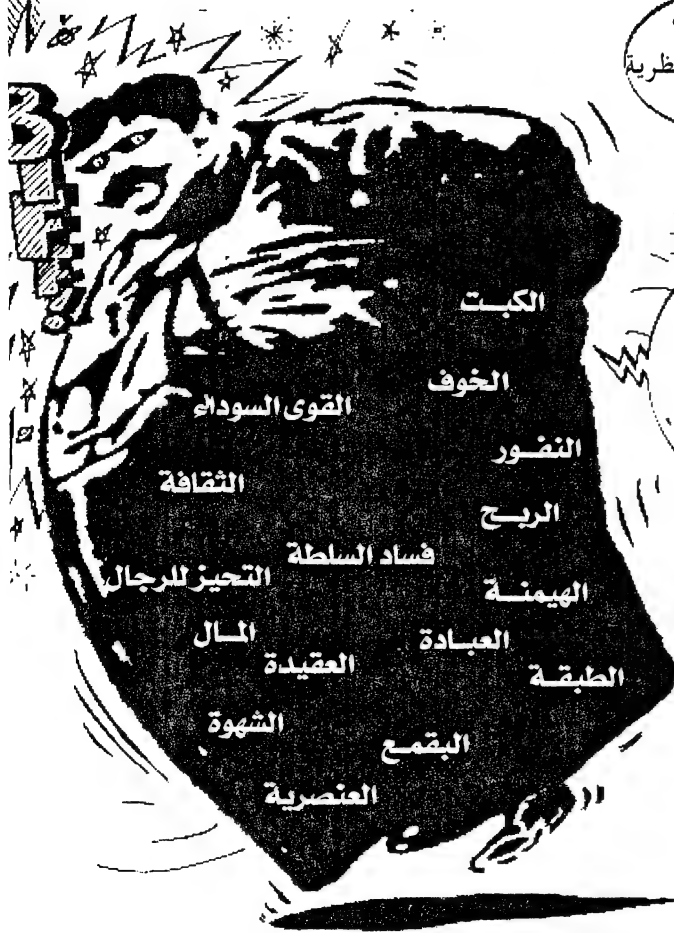 نظرية
الكبت
الخوف
القوى السوداء
النفور
الثقافة
الربح
فساد السلطة
التحيز للرجال
الهيمنة
المال
العبادة
العقيدة
الطبقة
الشهوة
البقمع
العنصرية